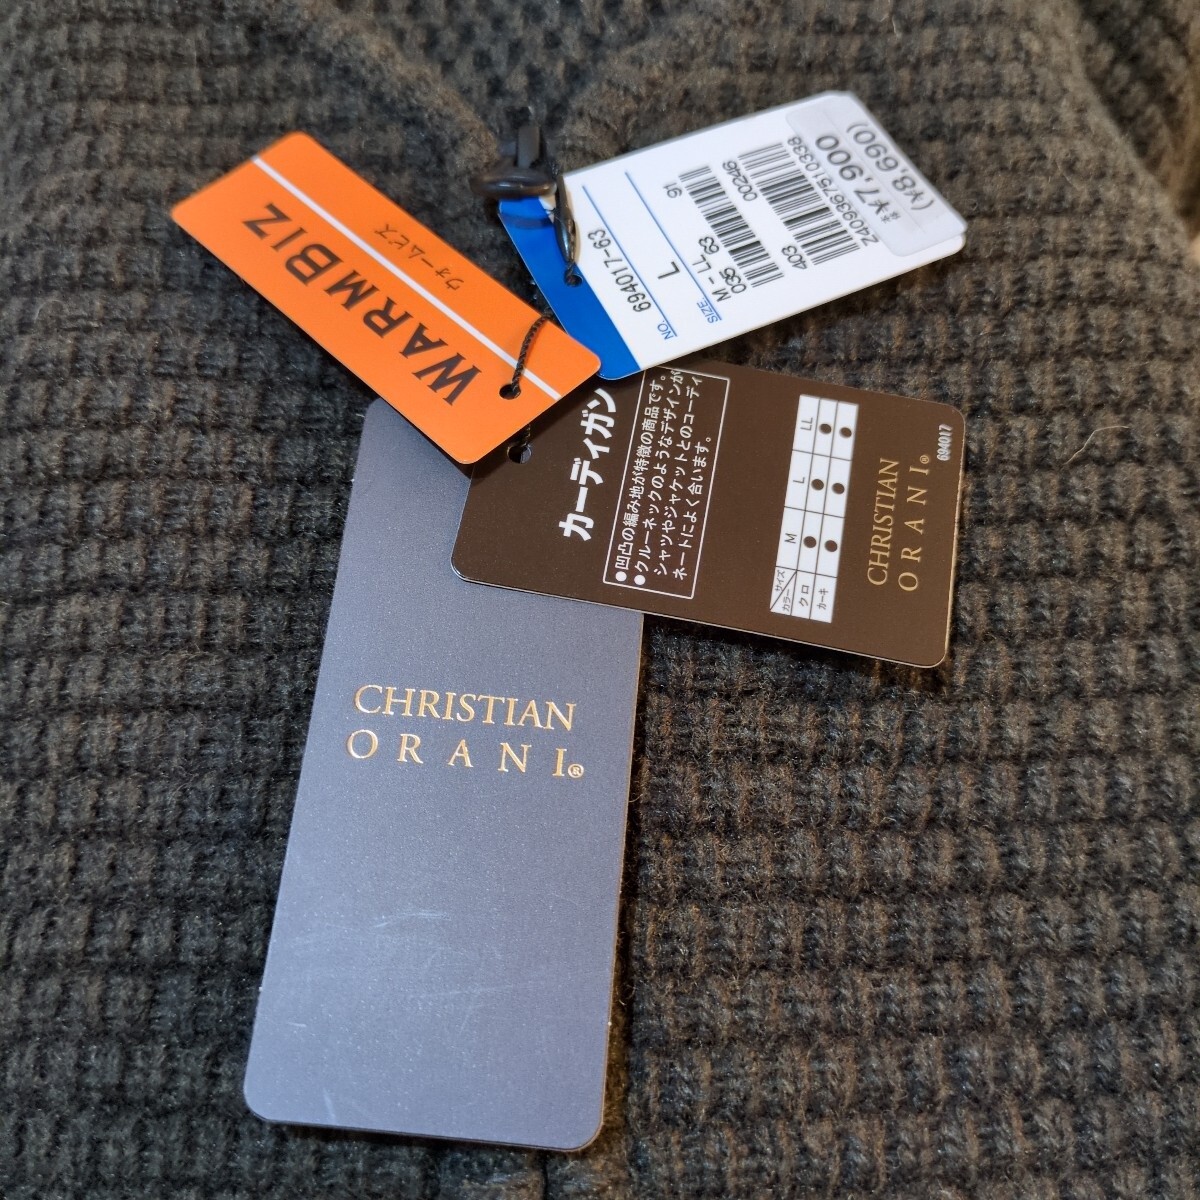 WARMBIZ
ウォームビズ
NO.
694017-63
SIZE
L
M-LL 63
035
91
00246
403
2409367510338
本体¥7,900
(¥8,690)
カーディガン
●凹凸の編み地が特徴の商品です。
●クルーネックのようなデザインが
シャツやジャケットとのコーディ
ネートによく合います。
サイズ
カラー
M L LL
クロ ● ● ●
カーキ ● ● ●
CHRISTIAN
ORANI®
694017
CHRISTIAN
ORANI®